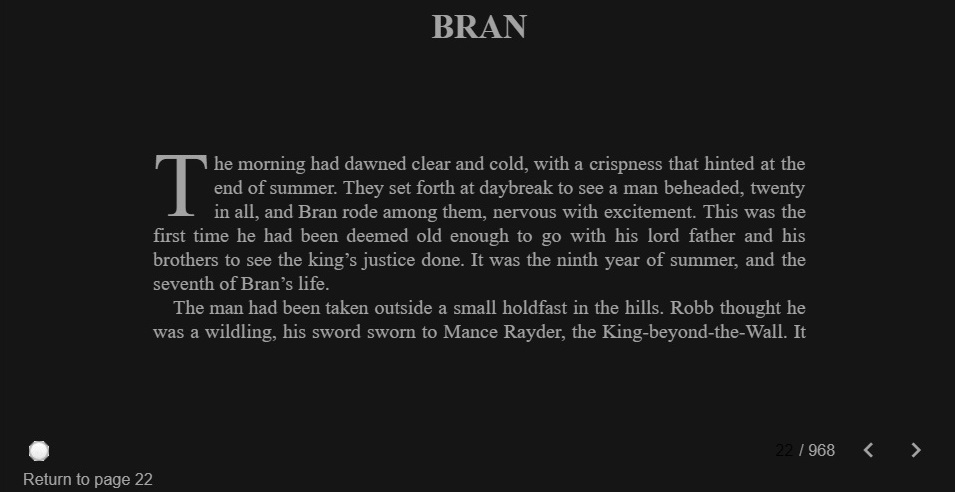 BRAN
The morning had dawned clear and cold, with a crispness that hinted at the
end of summer. They set forth at daybreak to see a man beheaded, twenty
in all, and Bran rode among them, nervous with excitement. This was the
first time he had been deemed old enough to go with his lord father and his
brothers to see the king’s justice done. It was the ninth year of summer, and the
seventh of Bran’s life.
The man had been taken outside a small holdfast in the hills. Robb thought he
was a wildling, his sword sworn to Mance Rayder, the King-beyond-the-Wall. It
22 / 968
Return to page 22